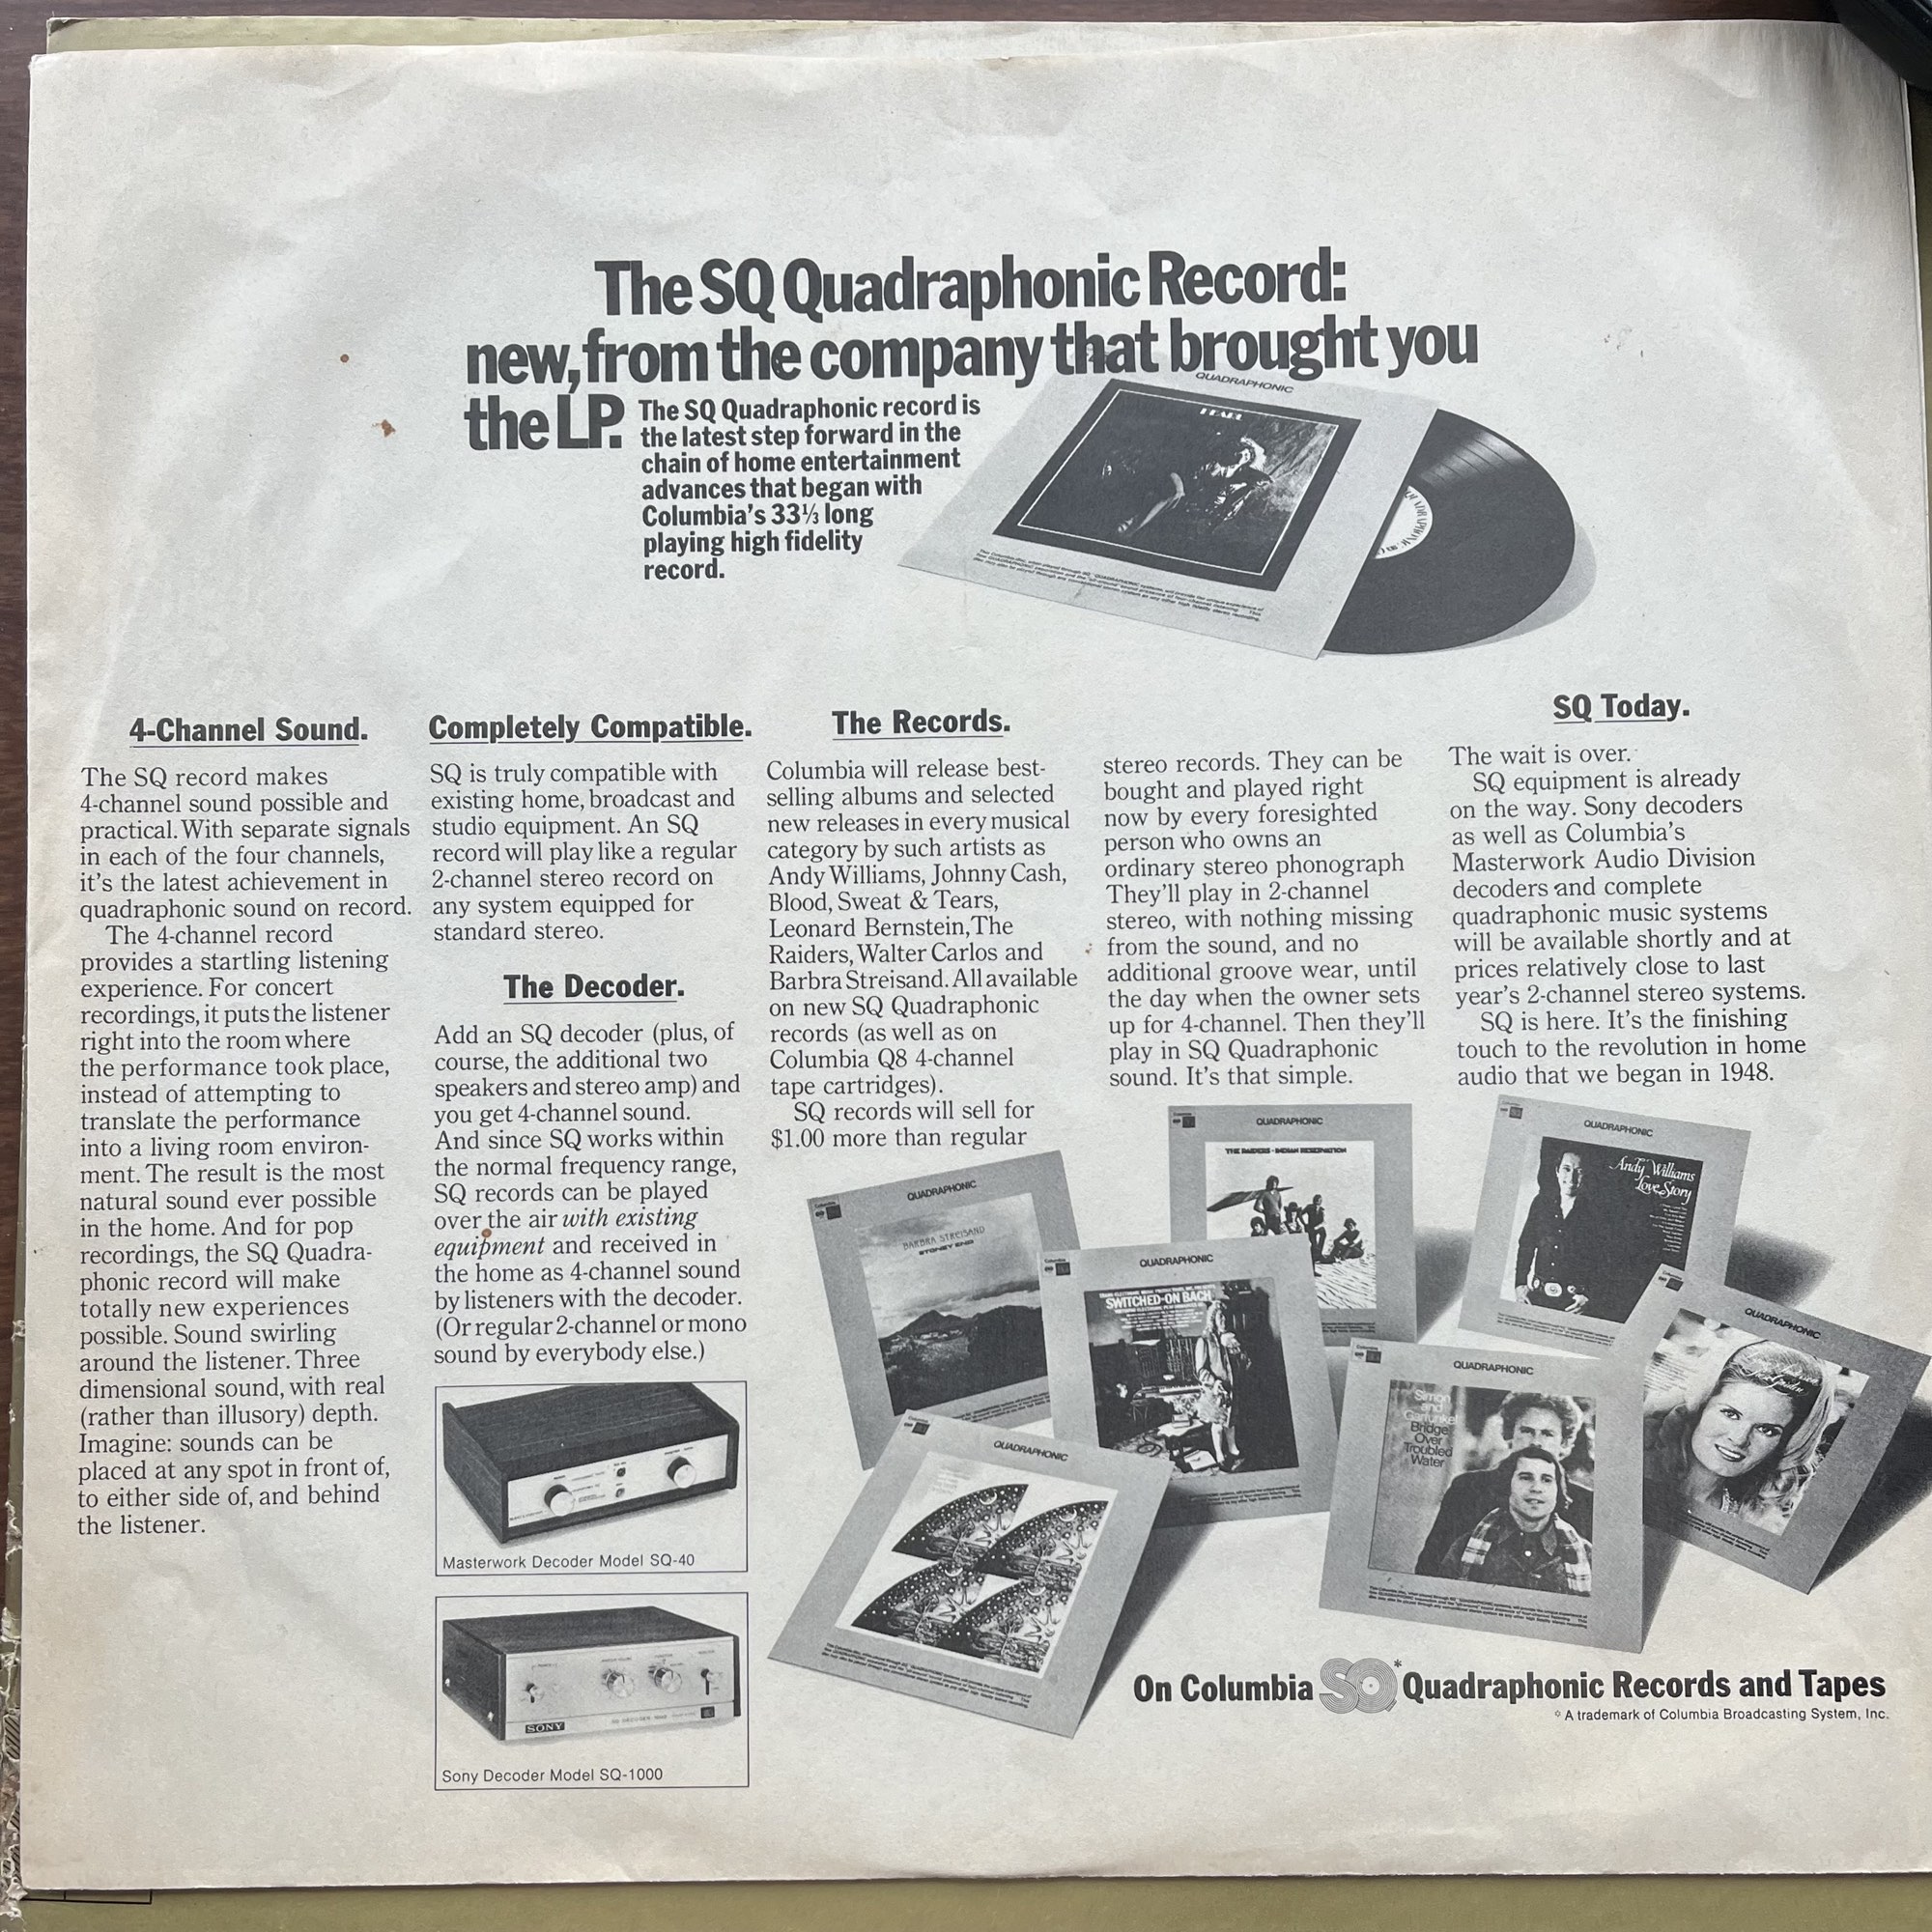 The SQ Quadraphonic Record:
new, from the company that brought you
the LP.
The SQ Quadraphonic record is
the latest step forward in the
chain of home entertainment
advances that began with
Columbia's 33⅓ long
playing high fidelity
record.
QUADRAPHONIC
PEARL
4-Channel Sound.
The SQ record makes
4-channel sound possible and
practical. With separate signals
in each of the four channels,
it's the latest achievement in
quadraphonic sound on record.
The 4-channel record
provides a startling listening
experience. For concert
recordings, it puts the listener
right into the room where
the performance took place,
instead of attempting to
translate the performance
into a living room environ-
ment. The result is the most
natural sound ever possible
in the home. And for pop
recordings, the SQ Quadra-
phonic record will make
totally new experiences
possible. Sound swirling
around the listener. Three
dimensional sound, with real
(rather than illusory) depth.
Imagine: sounds can be
placed at any spot in front of,
to either side of, and behind
the listener.
Completely Compatible.
SQ is truly compatible with
existing home, broadcast and
studio equipment. An SQ
record will play like a regular
2-channel stereo record on
any system equipped for
standard stereo.
The Decoder.
Add an SQ decoder (plus, of
course, the additional two
speakers and stereo amp) and
you get 4-channel sound.
And since SQ works within
the normal frequency range,
SQ records can be played
over the air with existing
equipment and received in
the home as 4-channel sound
by listeners with the decoder.
(Or regular 2-channel or mono
sound by everybody else.)
Masterwork Decoder Model SQ-40
SONY
Sony Decoder Model SQ-1000
The Records.
Columbia will release best-
selling albums and selected
new releases in every musical
category by such artists as
Andy Williams, Johnny Cash,
Blood, Sweat & Tears,
Leonard Bernstein, The
Raiders, Walter Carlos and
Barbra Streisand. All available
on new SQ Quadraphonic
records (as well as on
Columbia Q8 4-channel
tape cartridges).
SQ records will sell for
$1.00 more than regular
stereo records. They can be
bought and played right
now by every foresighted
person who owns an
ordinary stereo phonograph
They'll play in 2-channel
stereo, with nothing missing
from the sound, and no
additional groove wear, until
the day when the owner sets
up for 4-channel. Then they'll
play in SQ Quadraphonic
sound. It's that simple.
SQ Today.
The wait is over.
SQ equipment is already
on the way. Sony decoders
as well as Columbia's
Masterwork Audio Division
decoders and complete
quadraphonic music systems
will be available shortly and at
prices relatively close to last
year's 2-channel stereo systems.
SQ is here. It's the finishing
touch to the revolution in home
audio that we began in 1948.
QUADRAPHONIC
BARBRA STREISAND
STONEY END
QUADRAPHONIC
THE RAIDERS · INDIAN RESERVATION
QUADRAPHONIC
Andy Williams
Love Story
QUADRAPHONIC
SWITCHED-ON BACH
QUADRAPHONIC
QUADRAPHONIC
Simon
and
Garfunkel
Bridge
Over
Troubled
Water
QUADRAPHONIC
On Columbia SQ* Quadraphonic Records and Tapes
* A trademark of Columbia Broadcasting System, Inc.